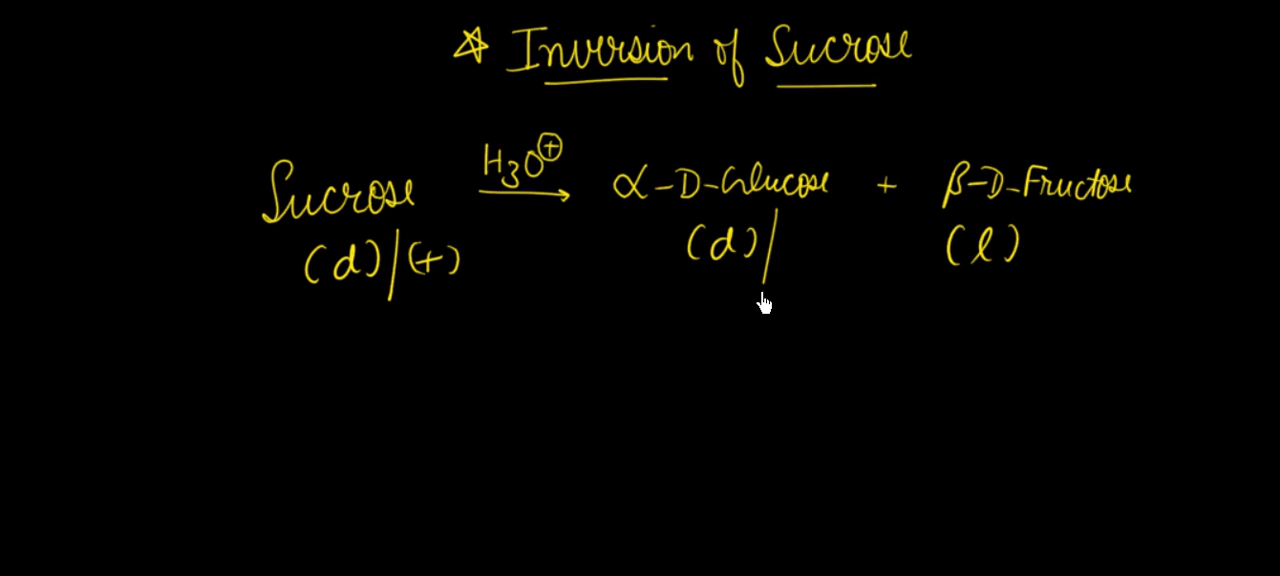 ☆ Inversion of Sucrose
Sucrose H3O⊕ → α-D-Glucose + β-D-Fructose
(d)/(+) (d)/ (l)